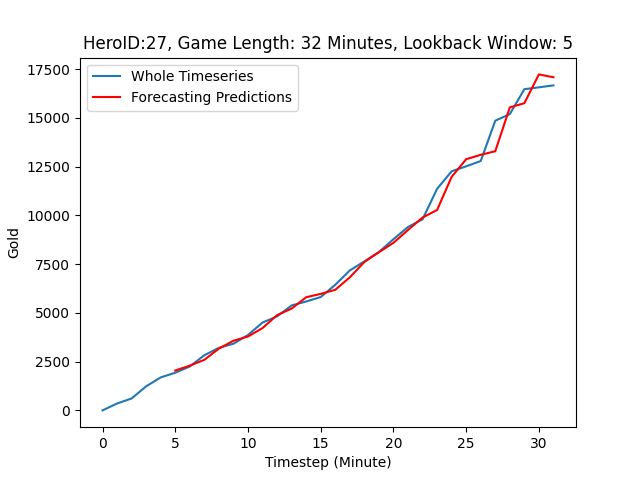 HeroID:27, Game Length: 32 Minutes, Lookback Window: 5
Whole Timeseries
Forecasting Predictions
17500
15000
12500
10000
7500
5000
2500
0
Gold
0 5 10 15 20 25 30
Timestep (Minute)